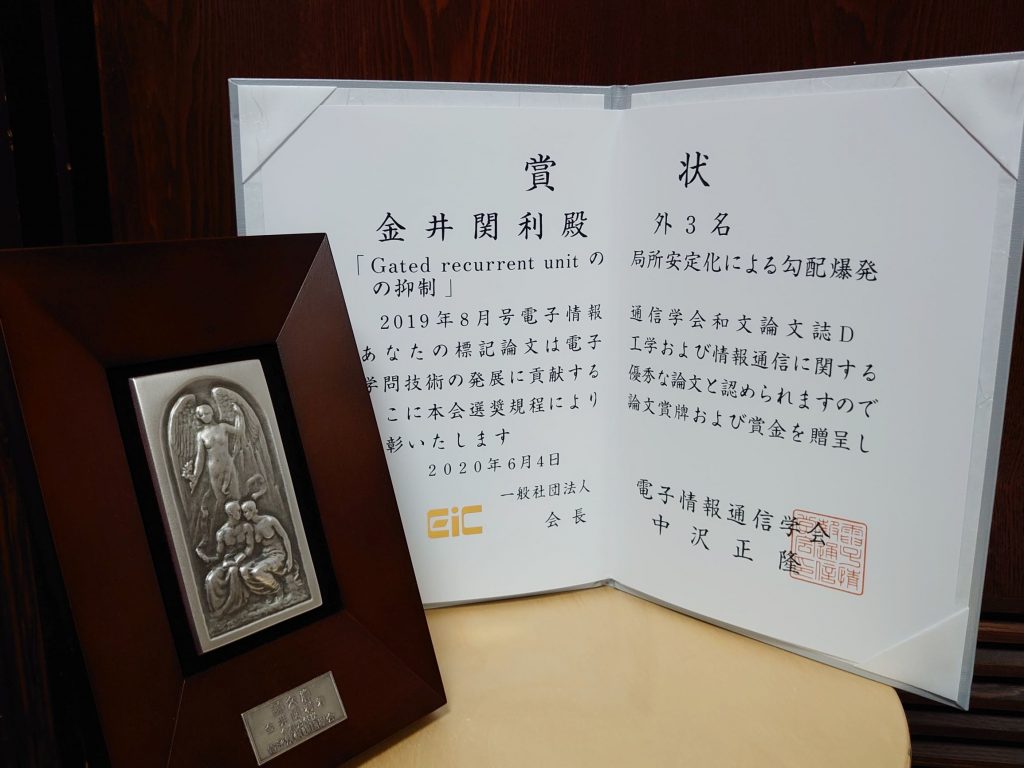 賞状
金井関利殿 外3名
「Gated recurrent unit の局所安定化による勾配爆発
の抑制」
2019年8月号電子情報通信学会和文論文誌D
あなたの標記論文は電子工学および情報通信に関する
学問技術の発展に貢献する優秀な論文と認められますので
こに本会選奨規程により論文賞牌および賞金を贈呈し
彰いたします
2020年6月4日
一般社団法人 電子情報通信学会
会長 中沢正隆
EiC